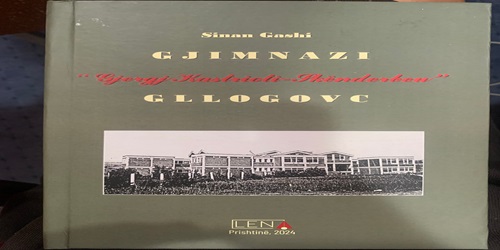 Sinan Gashi
GJIMNAZI
"Gjergj Kastrioti-Skënderbeu"
GLLOGOVC
LENA
Prishtinë, 2024